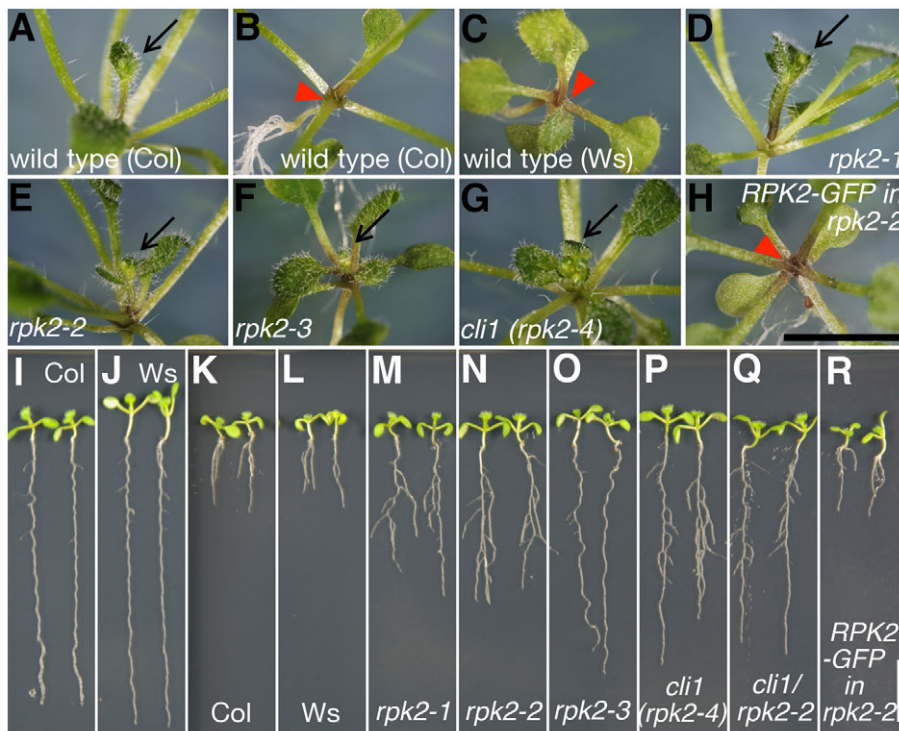 A
wild type (Col)
B
wild type (Col)
C
wild type (Ws)
D
rpk2-1
E
rpk2-2
F
rpk2-3
G
cli1 (rpk2-4)
H
RPK2-GFP in
rpk2-2
I Col
J Ws
K
Col
L
Ws
M
rpk2-1
N
rpk2-2
O
rpk2-3
P
cli1
(rpk2-4)
Q
cli1/
rpk2-2
R
RPK2
-GFP
in
rpk2-2